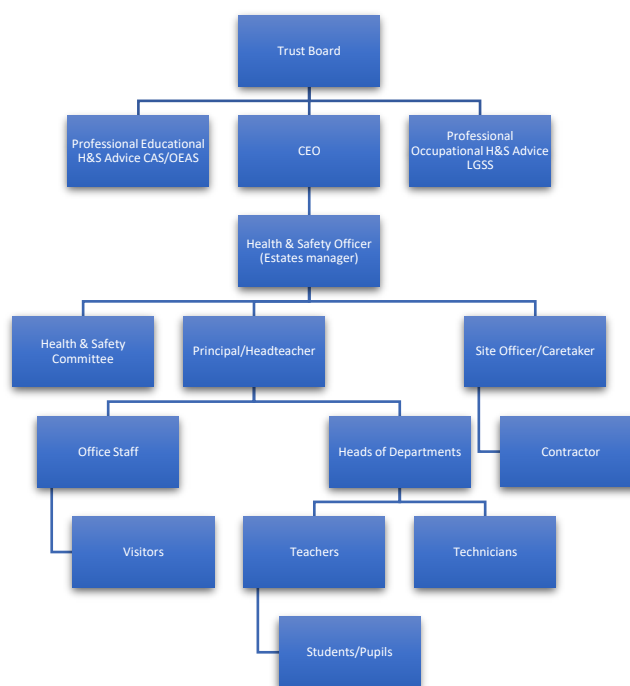 Trust Board
Professional Educational
H&S Advice CAS/OEAS
CEO
Professional
Occupational H&S Advice
LGSS
Health & Safety Officer
(Estates manager)
Health & Safety
Committee
Principal/Headteacher
Site Officer/Caretaker
Office Staff
Heads of Departments
Contractor
Visitors
Teachers
Technicians
Students/Pupils